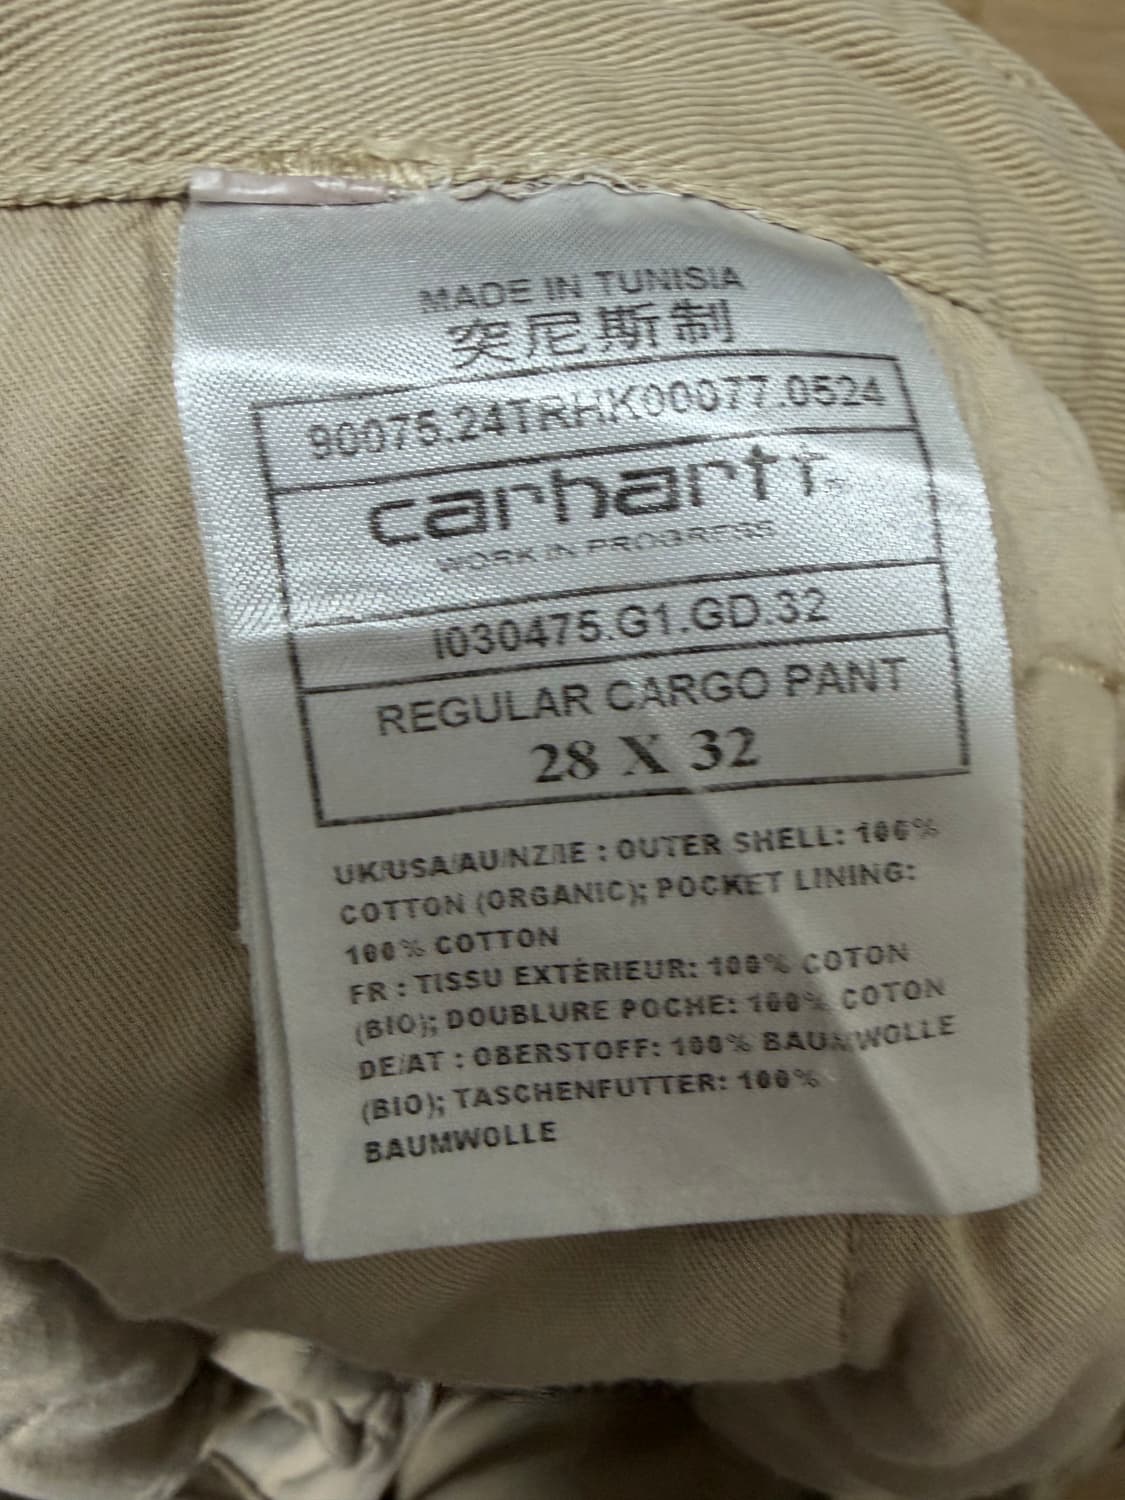 MADE IN TUNISIA
突尼斯制
90075.24TRHK00077.0524
carhartt
WORK IN PROGRESS
I030475.G1.GD.32
REGULAR CARGO PANT
28 X 32
UK/USA/AU/NZ/IE : OUTER SHELL: 100%
COTTON (ORGANIC); POCKET LINING:
100% COTTON
FR : TISSU EXTÉRIEUR: 100% COTON
(BIO); DOUBLURE POCHE: 100% COTON
DE/AT : OBERSTOFF: 100% BAUMWOLLE
(BIO); TASCHENFUTTER: 100%
BAUMWOLLE